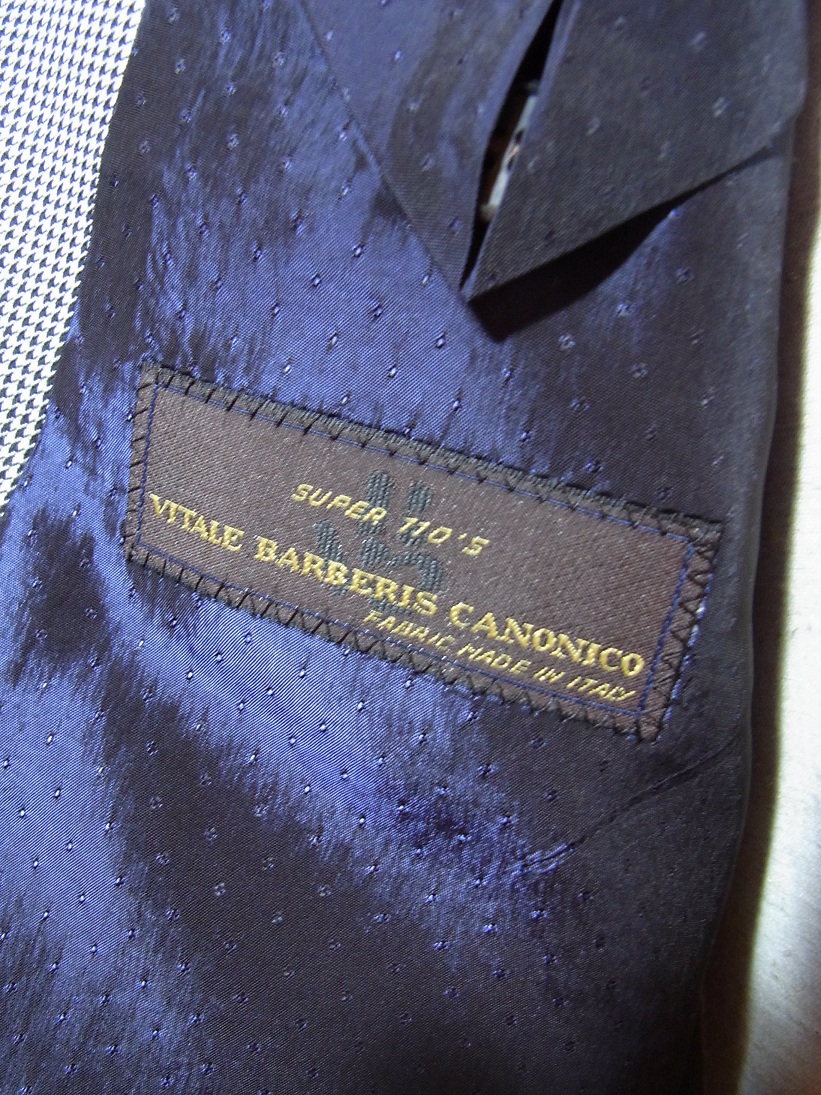 SUPER 110'S
VITALE BARBERIS CANONICO
FABRIC MADE IN ITALY